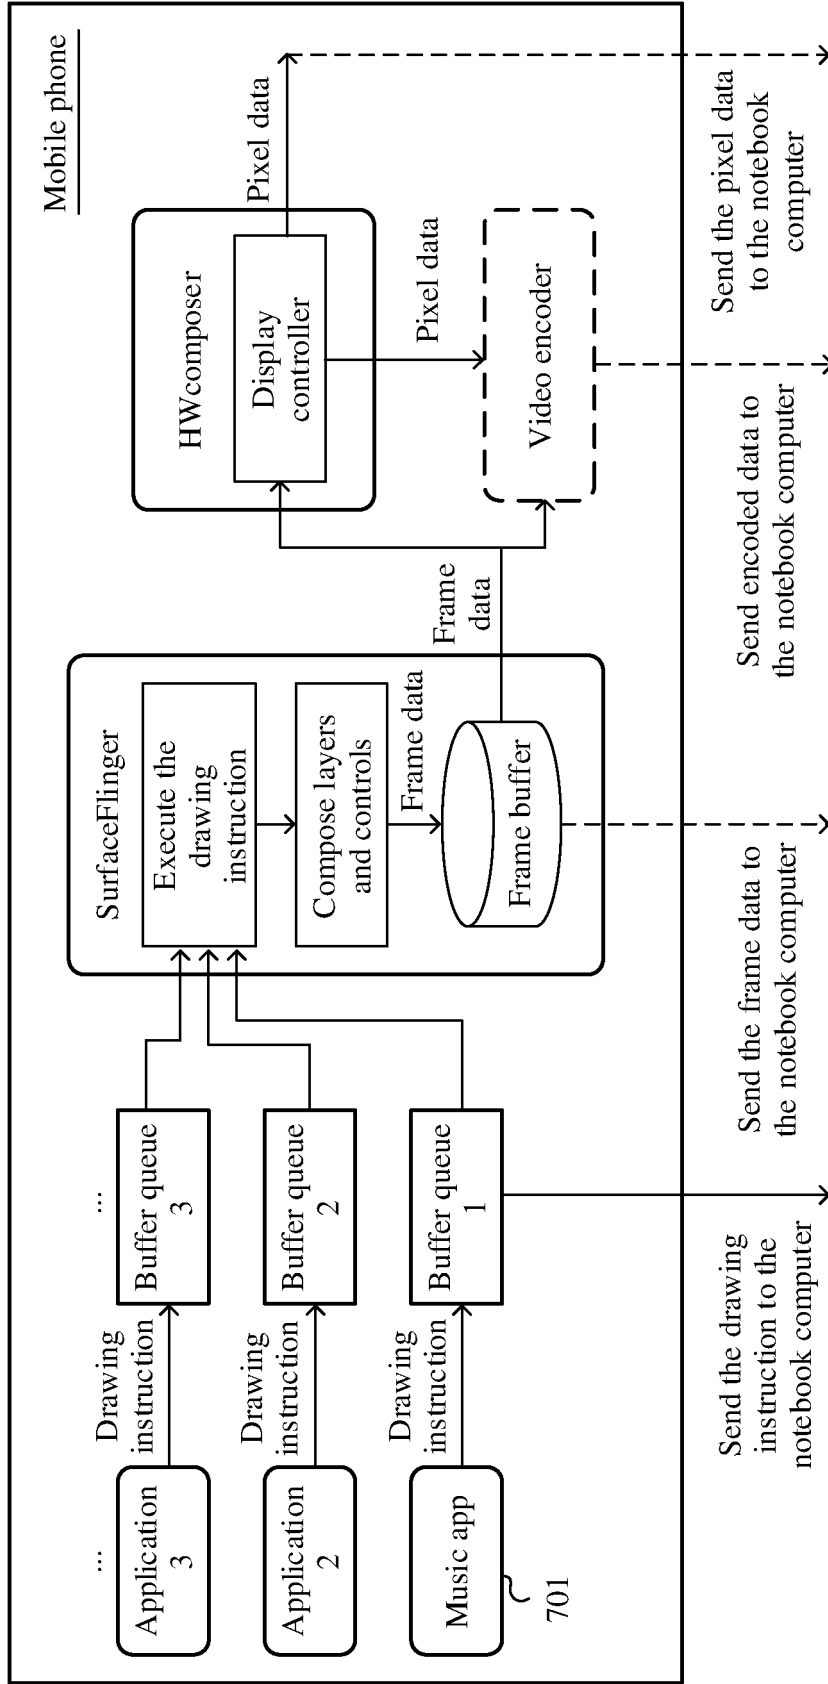 Mobile phone
...
Application
3
Drawing
instruction
...
Buffer queue
3
Application
2
Drawing
instruction
Buffer queue
2
Music app
701
Drawing
instruction
Buffer queue
1
SurfaceFlinger
Execute the
drawing
instruction
Compose layers
and controls
Frame data
Frame buffer
Frame
data
HWcomposer
Display
controller
Pixel data
Pixel data
Video encoder
Send the drawing
instruction to the
notebook computer
Send the frame data to
the notebook computer
Send encoded data to
the notebook computer
Send the pixel data
to the notebook
computer